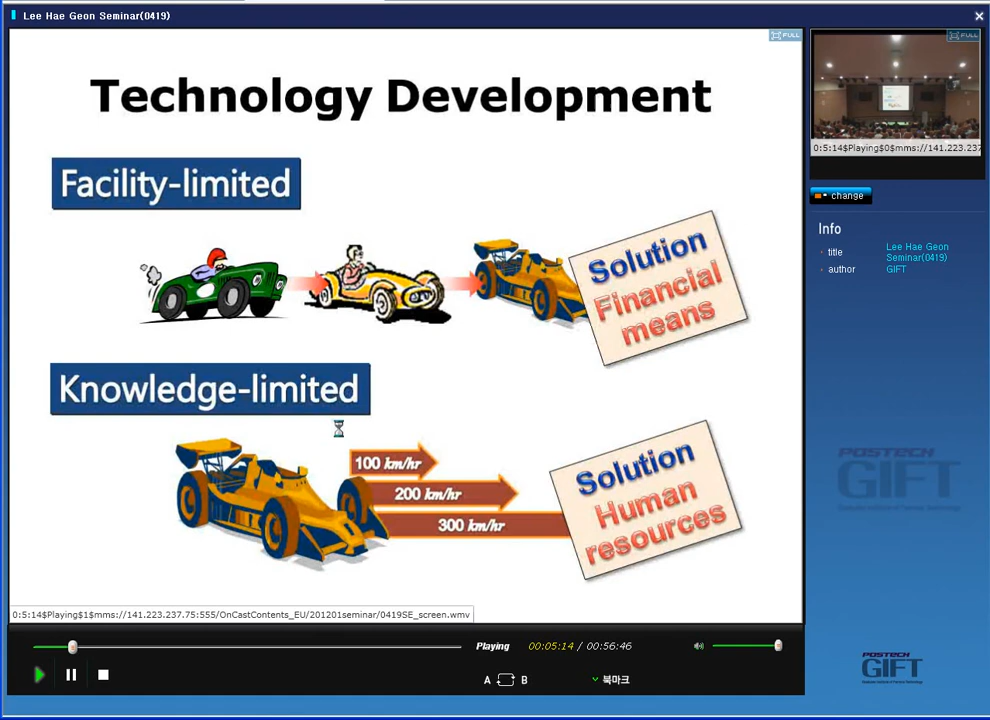 Lee Hae Geon Seminar(0419)
FULL
FULL
Technology Development
Facility-limited
Solution
Financial
means
Knowledge-limited
100 km/hr
200 km/hr
300 km/hr
Solution
Human
resources
0:5:14$Playing$1$mms://141.223.237.75:555/OnCastContents_EU/201201seminar/0419SE_screen.wmv
Playing 00:05:14 / 00:56:46
A B 북마크
0:5:14$Playing$0$mms://141.223.237
change
Info
title Lee Hae Geon
Seminar(0419)
author GIFT
POSTECH
GIFT
POSTECH
GIFT